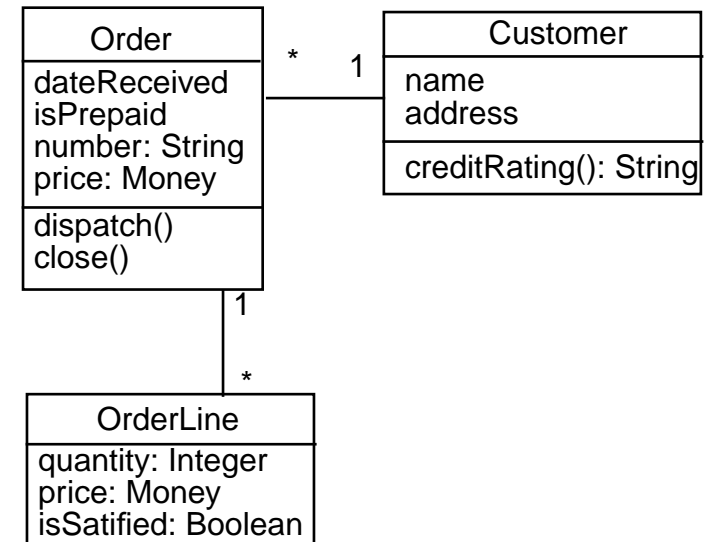 Order
dateReceived
isPrepaid
number: String
price: Money
dispatch()
close()
* 1
Customer
name
address
creditRating(): String
1
*
OrderLine
quantity: Integer
price: Money
isSatified: Boolean